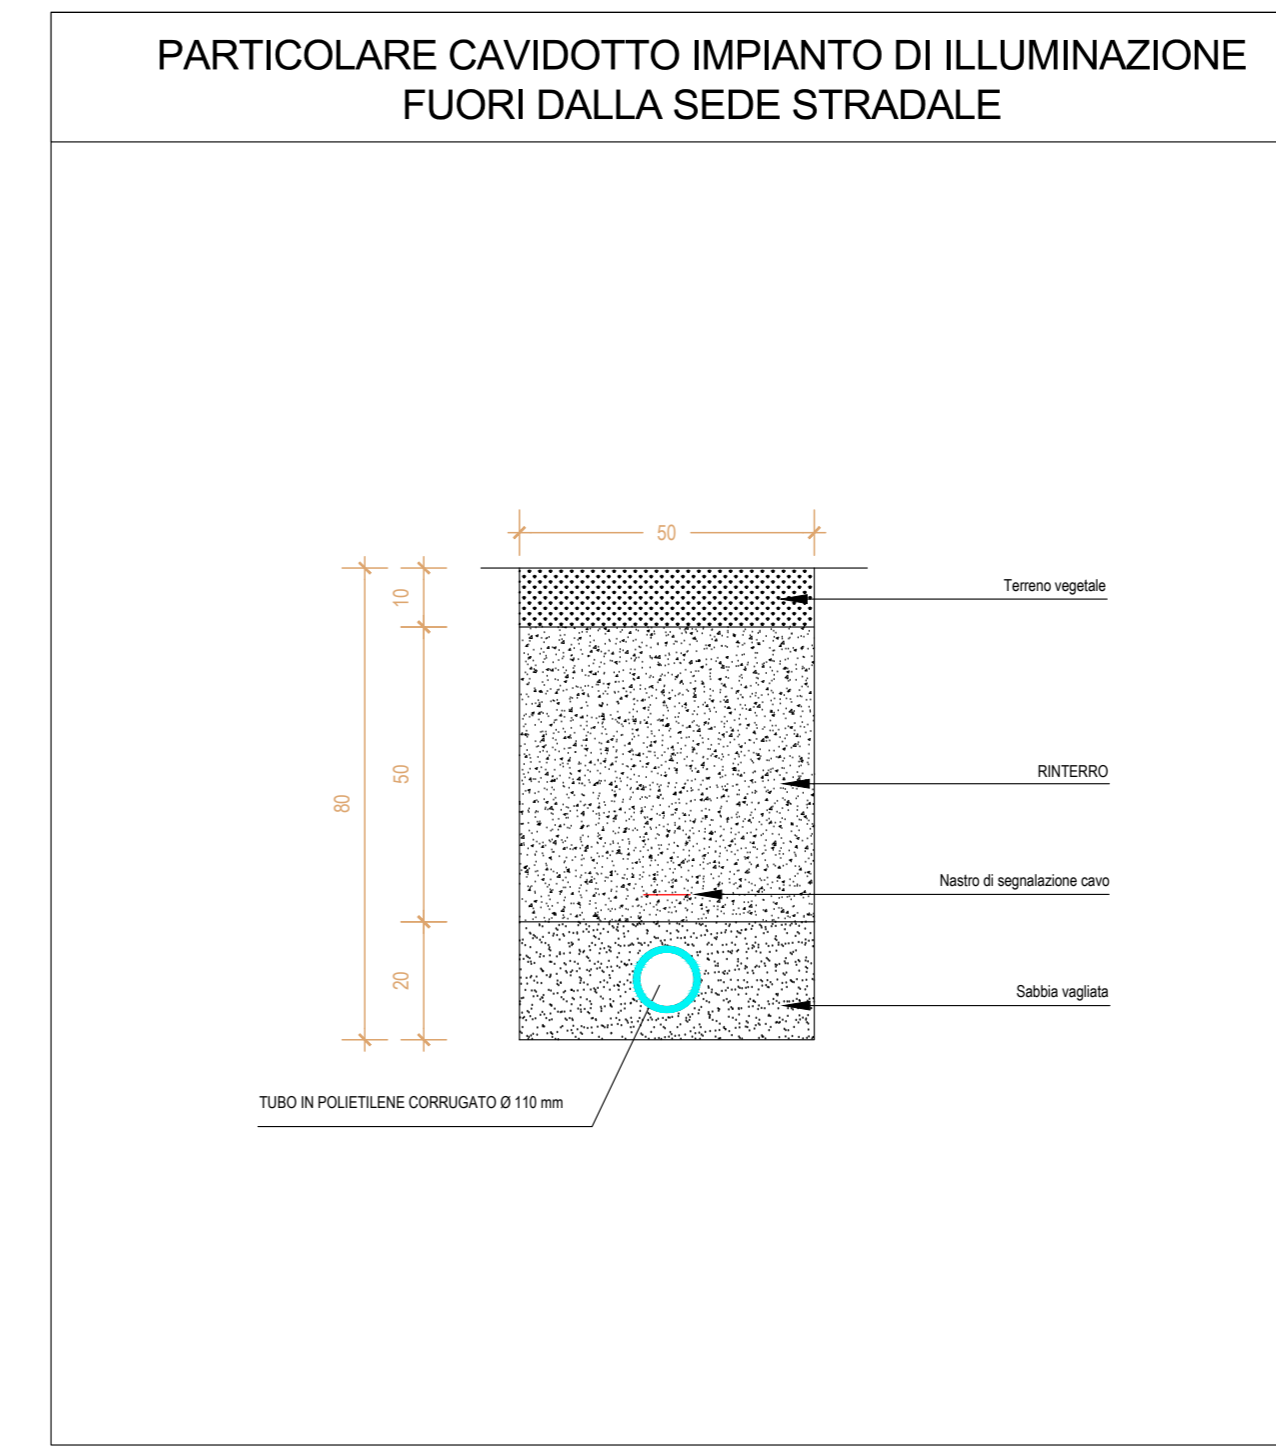 PARTICOLARE CAVIDOTTO IMPIANTO DI ILLUMINAZIONE
FUORI DALLA SEDE STRADALE
50
10
Terreno vegetale
50
80
RINTERRO
Nastro di segnalazione cavo
20
Sabbia vagliata
TUBO IN POLIETILENE CORRUGATO Ø 110 mm